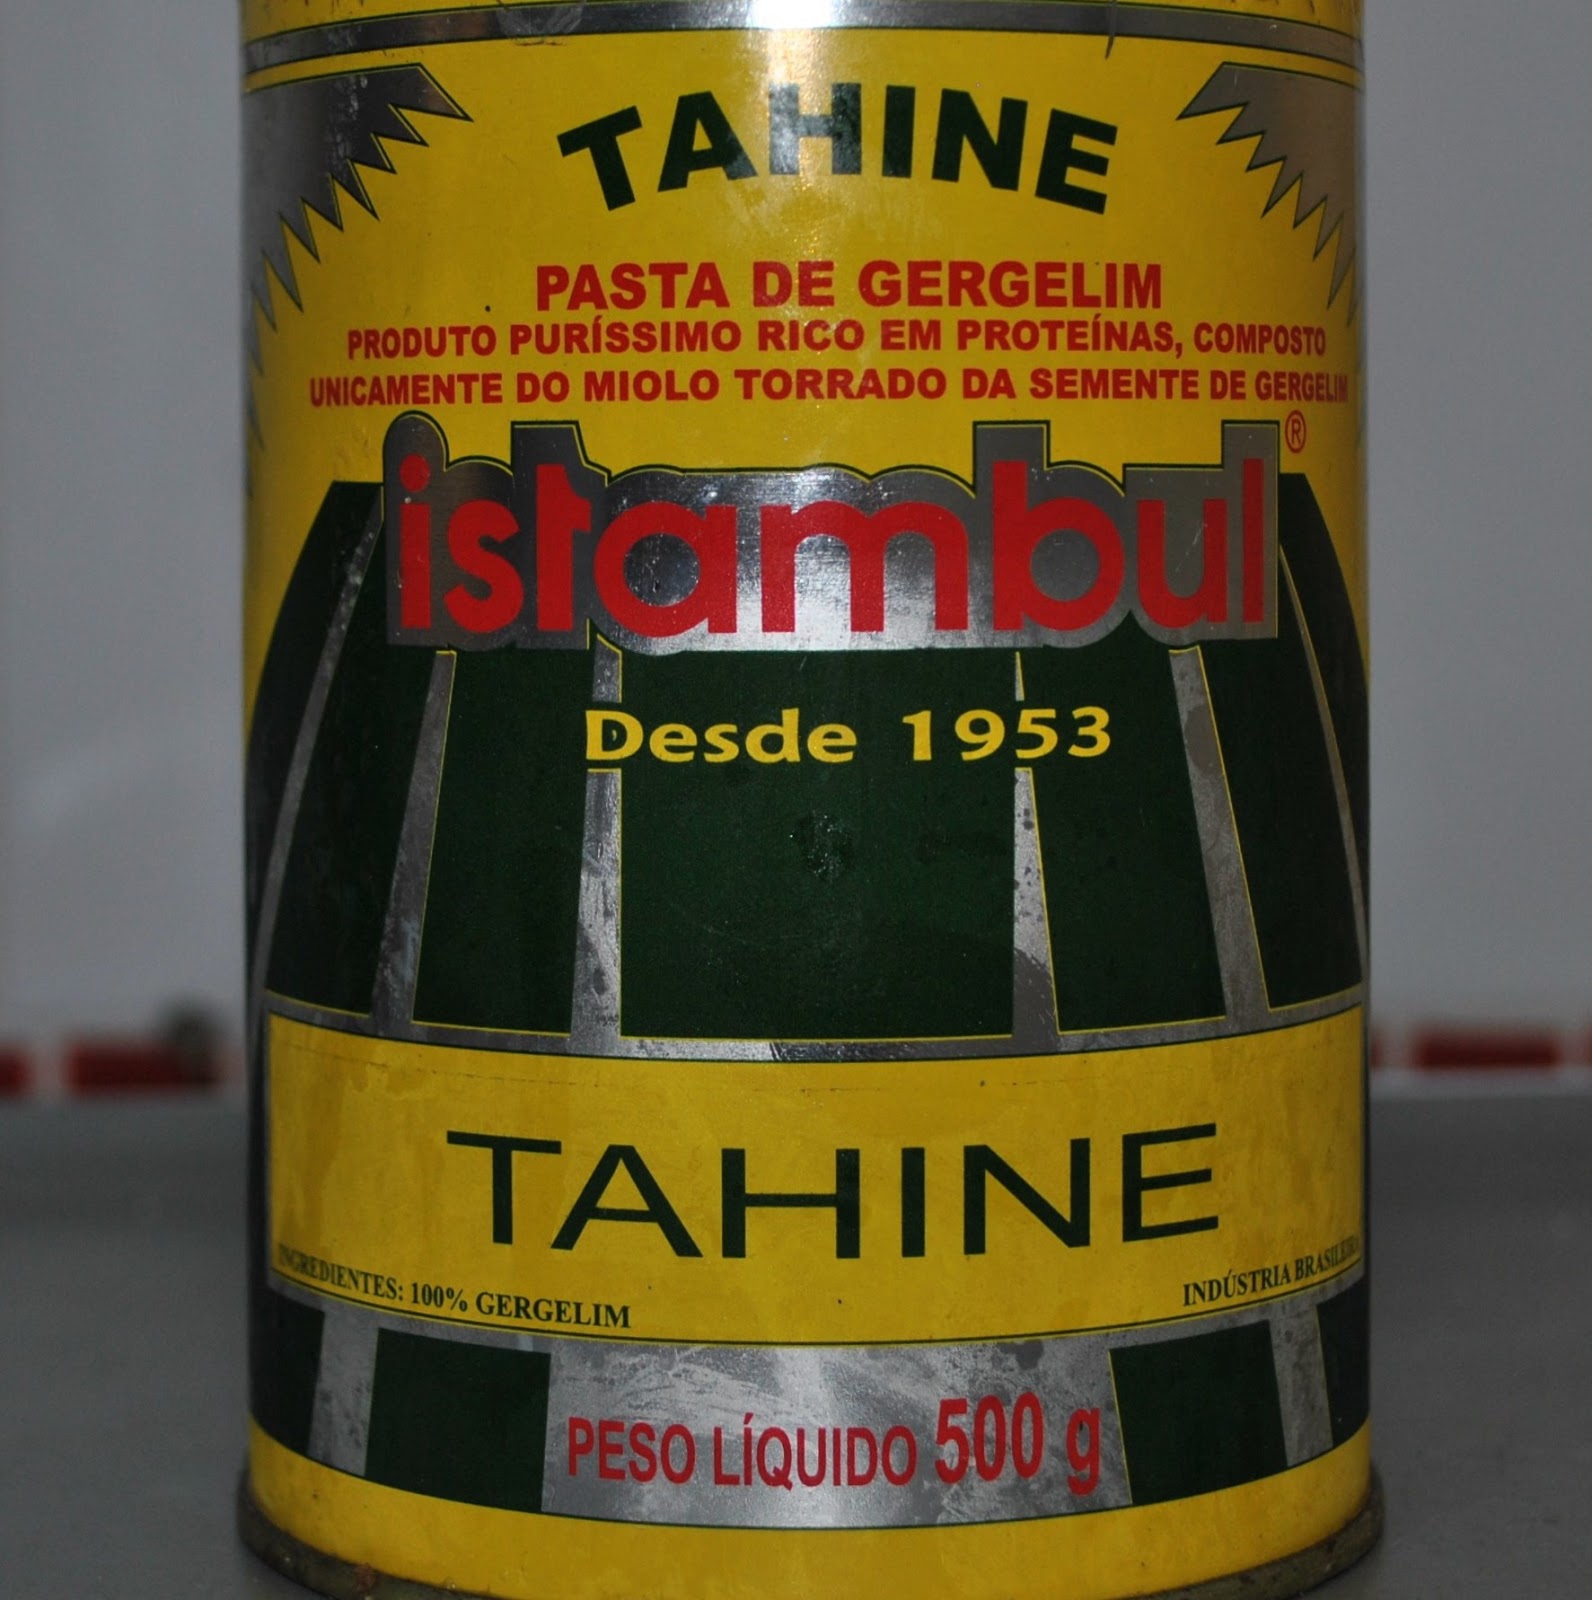 TAHINE
PASTA DE GERGELIM
PRODUTO PURÍSSIMO RICO EM PROTEÍNAS, COMPOSTO
UNICAMENTE DO MIOLO TORRADO DA SEMENTE DE GERGELIM
istambul®
Desde 1953
TAHINE
INGREDIENTES: 100% GERGELIM
INDÚSTRIA BRASILEIRA
PESO LÍQUIDO 500 g